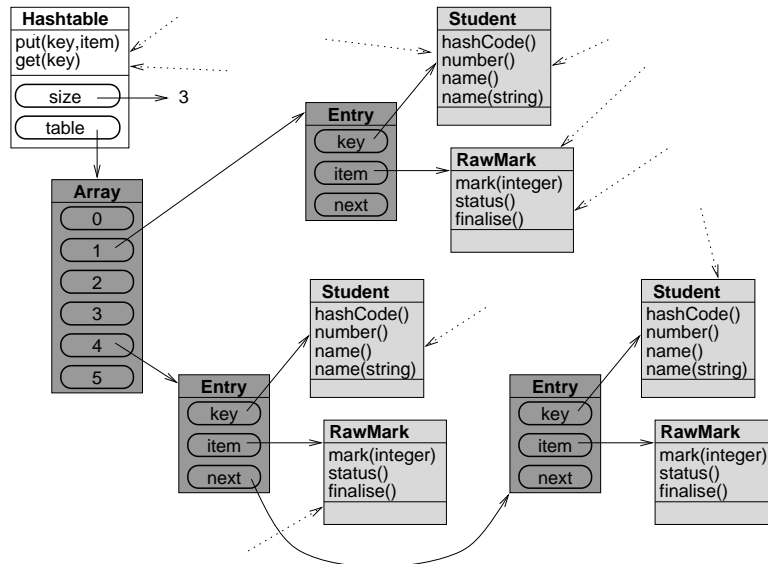 Hashtable
put(key,item)
get(key)
size
3
table
Array
0
1
2
3
4
5
Entry
key
item
next
Student
hashCode()
number()
name()
name(string)
RawMark
mark(integer)
status()
finalise()
Entry
key
item
next
Student
hashCode()
number()
name()
name(string)
RawMark
mark(integer)
status()
finalise()
Entry
key
item
next
Student
hashCode()
number()
name()
name(string)
RawMark
mark(integer)
status()
finalise()